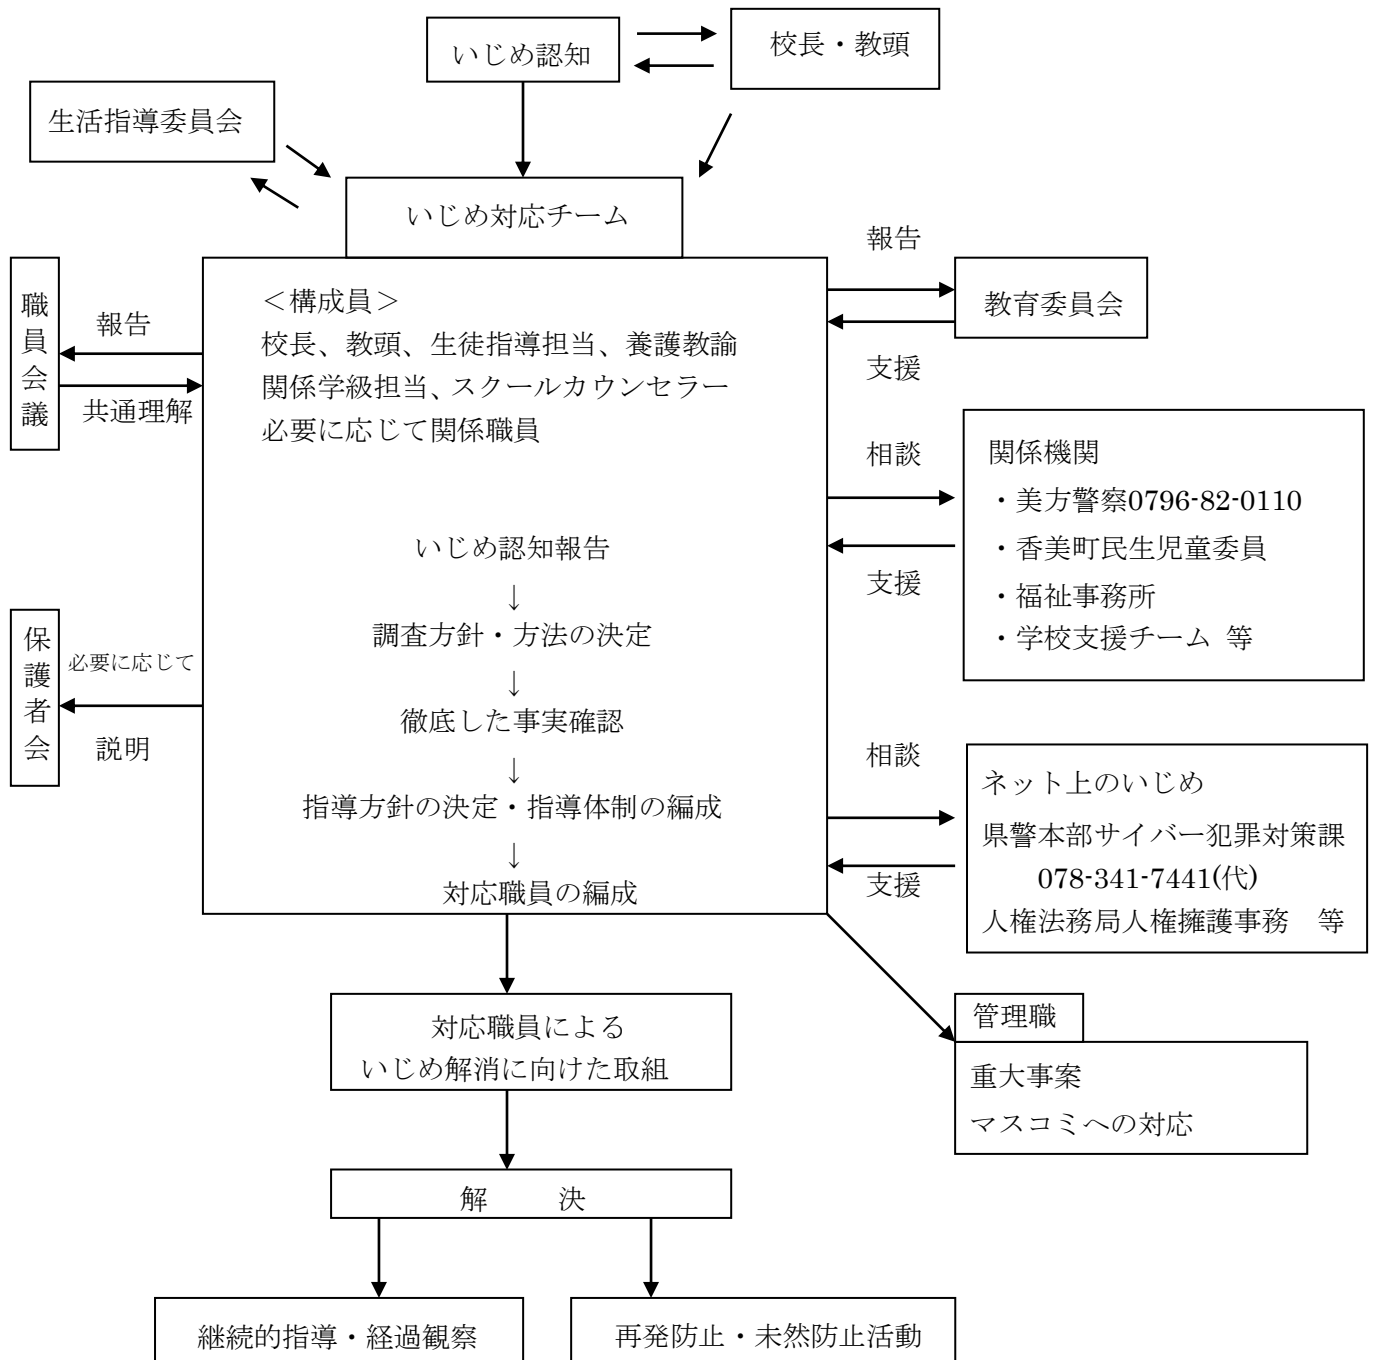 いじめ認知
校長・教頭
生活指導委員会
いじめ対応チーム
職員会議
報告
共通理解
＜構成員＞
校長、教頭、生徒指導担当、養護教諭
関係学級担当、スクールカウンセラー
必要に応じて関係職員
報告
教育委員会
支援
相談
関係機関
・美方警察0796-82-0110
・香美町民生児童委員
・福祉事務所
・学校支援チーム 等
支援
いじめ認知報告
↓
調査方針・方法の決定
↓
徹底した事実確認
↓
指導方針の決定・指導体制の編成
↓
対応職員の編成
保護者会
必要に応じて
説明
相談
ネット上のいじめ
県警本部サイバー犯罪対策課
078-341-7441(代)
人権法務局人権擁護事務　等
支援
管理職
重大事案
マスコミへの対応
対応職員による
いじめ解消に向けた取組
解　　決
継続的指導・経過観察
再発防止・未然防止活動